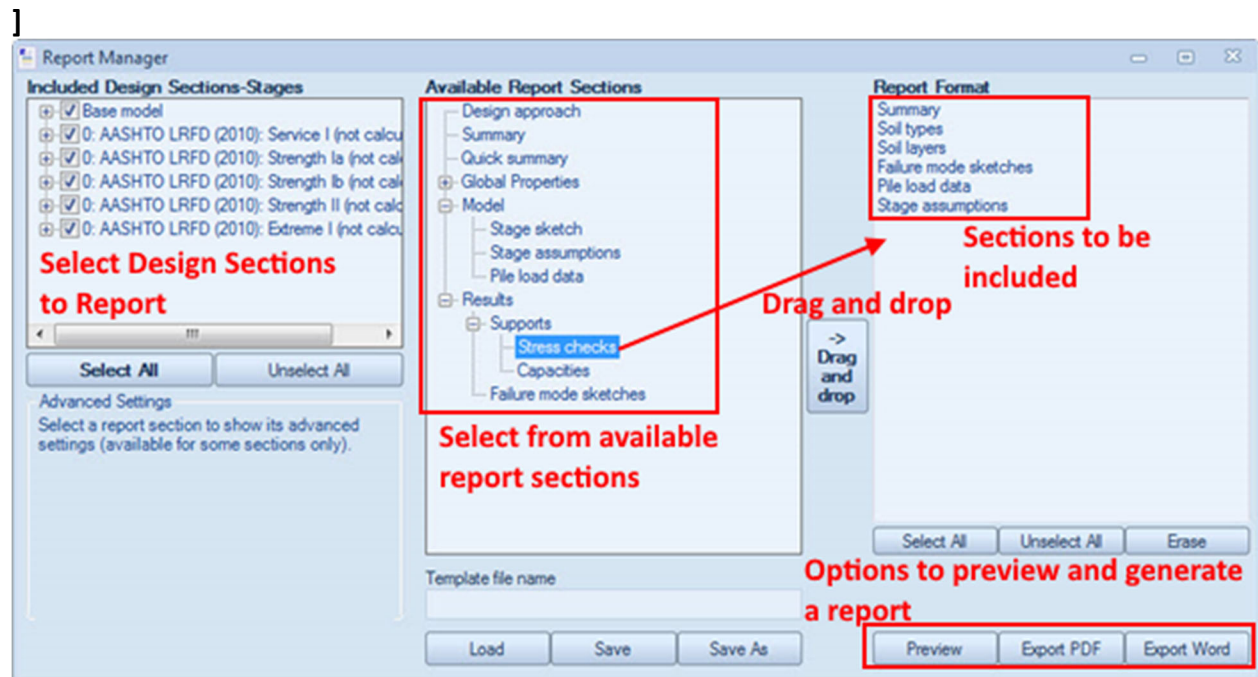 ]
Report Manager
Included Design Sections-Stages
Base model
0: AASHTO LRFD (2010): Service I (not calcu
0: AASHTO LRFD (2010): Strength Ia (not calc
0: AASHTO LRFD (2010): Strength Ib (not calc
0: AASHTO LRFD (2010): Strength II (not calc
0: AASHTO LRFD (2010): Extreme I (not calcu
Select Design Sections
to Report
Select All
Unselect All
Advanced Settings
Select a report section to show its advanced
settings (available for some sections only).
Available Report Sections
Design approach
Summary
Quick summary
Global Properties
Model
Stage sketch
Stage assumptions
Pile load data
Results
Supports
Stress checks
Capacities
Failure mode sketches
Select from available
report sections
Template file name
Load
Save
Save As
Drag and drop
->
Drag
and
drop
Report Format
Summary
Soil types
Soil layers
Failure mode sketches
Pile load data
Stage assumptions
Sections to be
included
Select All
Unselect All
Erase
Options to preview and generate
a report
Preview
Export PDF
Export Word